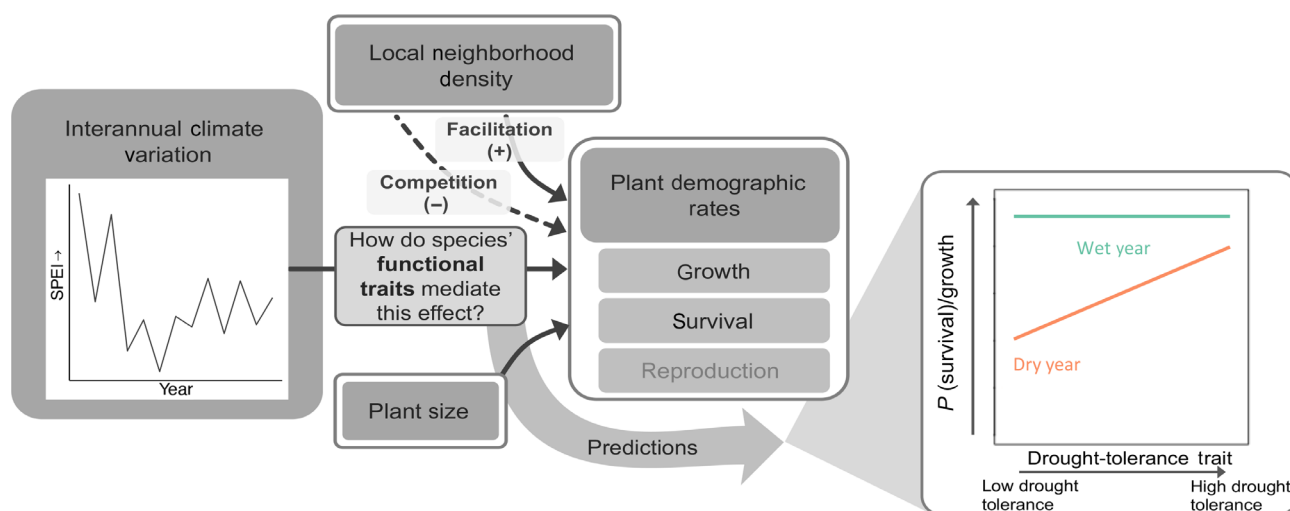 Local neighborhood
density
Interannual climate
variation
SPEI→
Year
Facilitation
(+)
Competition
(–)
How do species’
functional
traits mediate
this effect?
Plant size
Plant demographic
rates
Growth
Survival
Reproduction
Predictions
P (survival)/growth
Wet year
Dry year
Drought-tolerance trait
Low drought
tolerance
High drought
tolerance